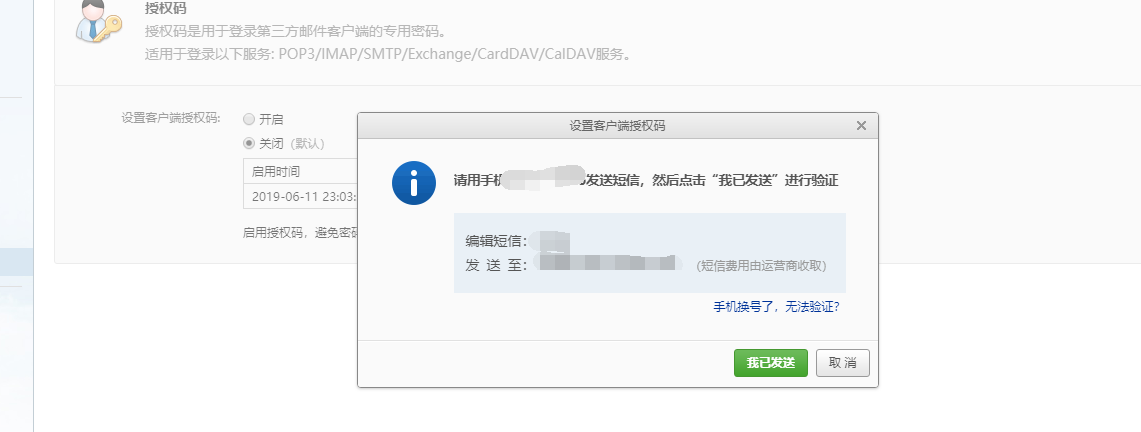 授权码
授权码是用于登录第三方邮件客户端的专用密码。
适用于登录以下服务: POP3/IMAP/SMTP/Exchange/CardDAV/CalDAV服务。
设置客户端授权码:
开启
关闭（默认）
启用时间
2019-06-11 23:03:
启用授权码，避免密码
设置客户端授权码
请用手机发送短信，然后点击“我已发送”进行验证
编辑短信：
发 送 至：
（短信费用由运营商收取）
手机换号了，无法验证?
我已发送
取 消